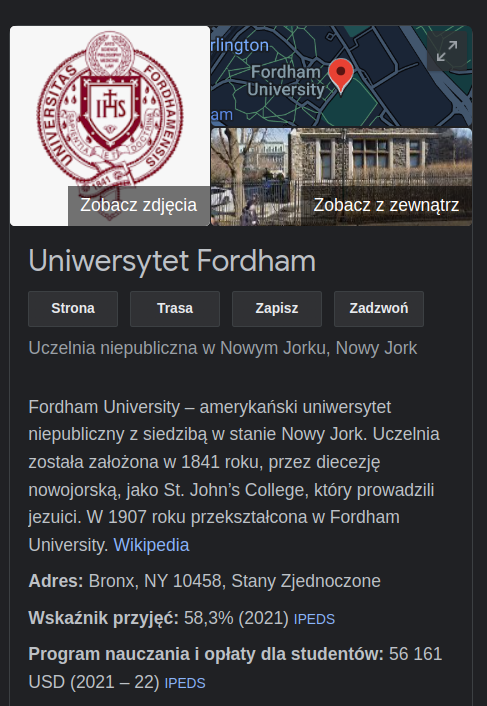 UNIVERSITAS FORDHAMENSIS
IHS
SAPIENTIA ET DOCTRINA
1841
rlington
Fordham
University
am
Zobacz zdjęcia
Zobacz z zewnątrz
Uniwersytet Fordham
Strona
Trasa
Zapisz
Zadzwoń
Uczelnia niepubliczna w Nowym Jorku, Nowy Jork
Fordham University – amerykański uniwersytet
niepubliczny z siedzibą w stanie Nowy Jork. Uczelnia
została założona w 1841 roku, przez diecezję
nowojorską, jako St. John’s College, który prowadzili
jezuici. W 1907 roku przekształcona w Fordham
University. Wikipedia
Adres: Bronx, NY 10458, Stany Zjednoczone
Wskaźnik przyjęć: 58,3% (2021) IPEDS
Program nauczania i opłaty dla studentów: 56 161
USD (2021 – 22) IPEDS